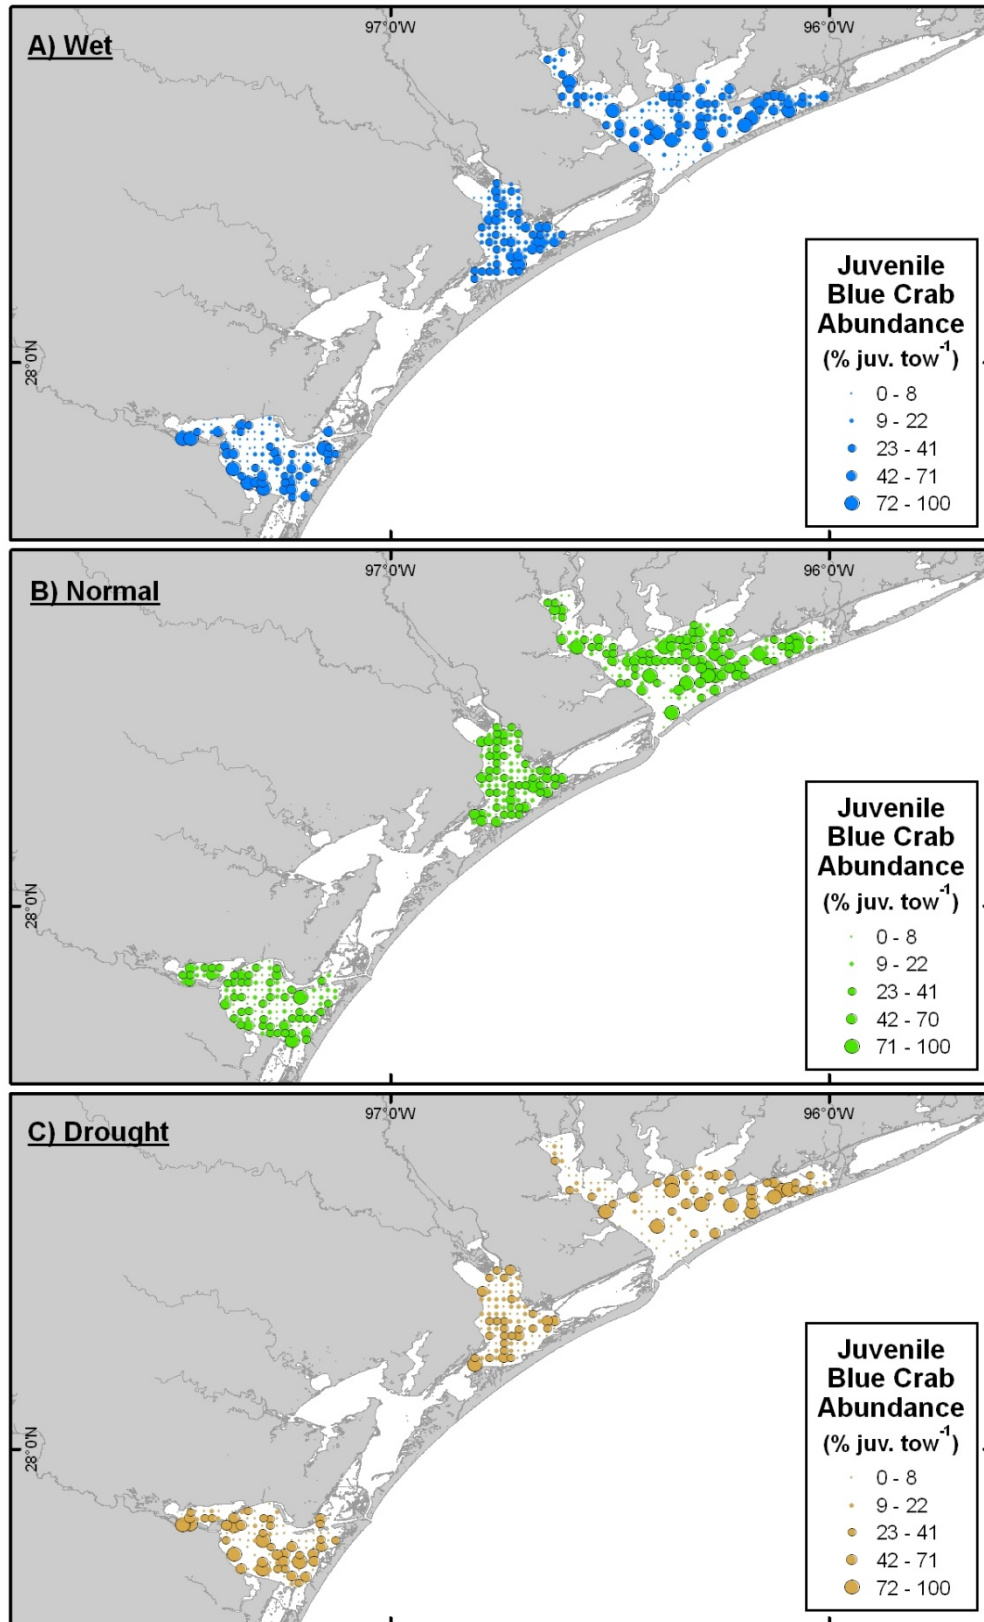 97°0'W
96°0'W
A) Wet
28°0'N
Juvenile
Blue Crab
Abundance
(% juv. tow⁻¹)
0 - 8
9 - 22
23 - 41
42 - 71
72 - 100
97°0'W
96°0'W
B) Normal
28°0'N
Juvenile
Blue Crab
Abundance
(% juv. tow⁻¹)
0 - 8
9 - 22
23 - 41
42 - 70
71 - 100
97°0'W
96°0'W
C) Drought
28°0'N
Juvenile
Blue Crab
Abundance
(% juv. tow⁻¹)
0 - 8
9 - 22
23 - 41
42 - 71
72 - 100